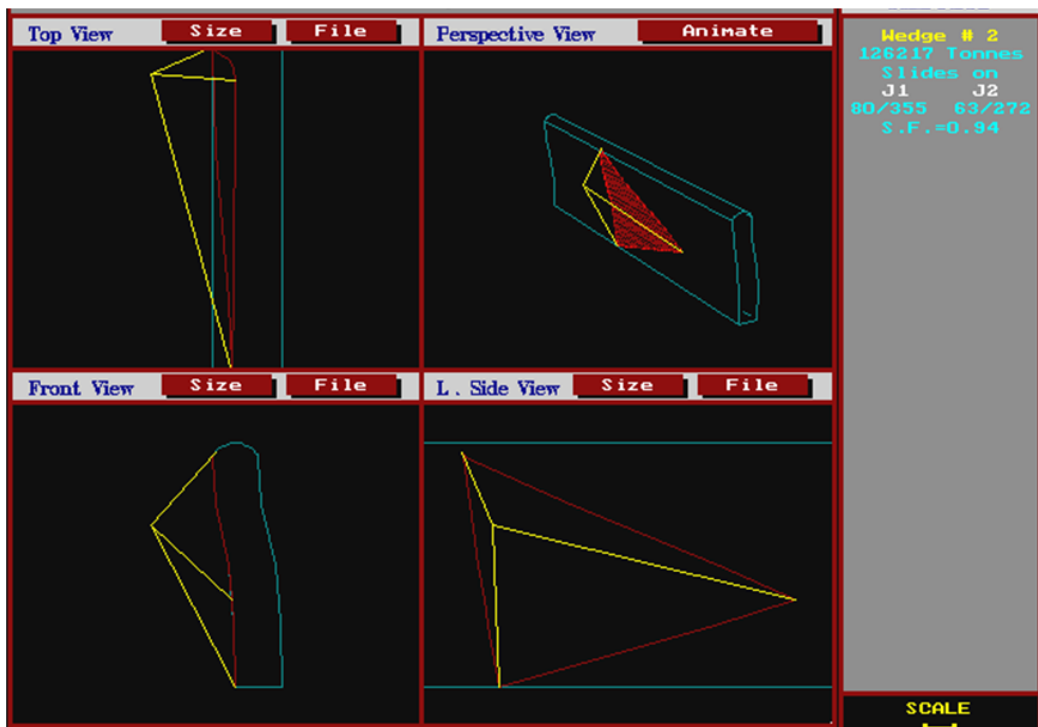 Top View Size File
Perspective View Animate
Wedge # 2
126217 Tonnes
Slides on
J1 J2
80/355 63/272
S.F.=0.94
Front View Size File
L. Side View Size File
SCALE